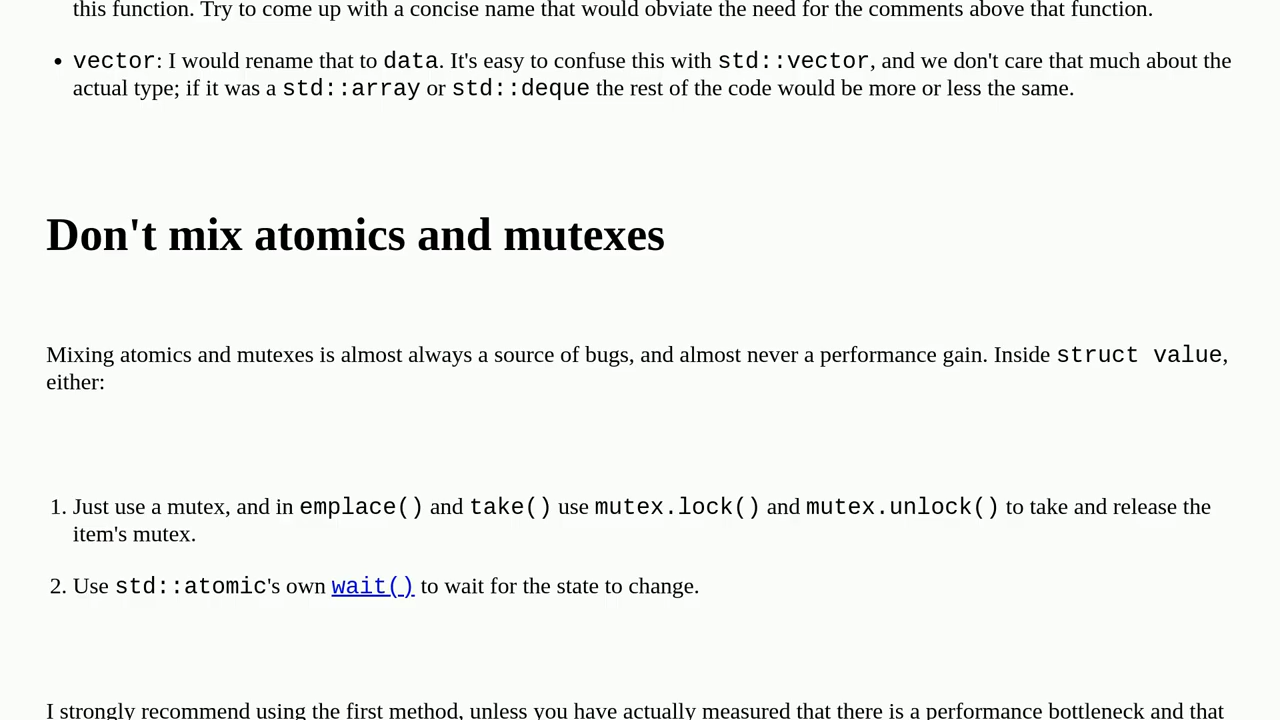 this function. Try to come up with a concise name that would obviate the need for the comments above that function.
• vector: I would rename that to data. It's easy to confuse this with std::vector, and we don't care that much about the
actual type; if it was a std::array or std::deque the rest of the code would be more or less the same.
Don't mix atomics and mutexes
Mixing atomics and mutexes is almost always a source of bugs, and almost never a performance gain. Inside struct value,
either:
1. Just use a mutex, and in emplace() and take() use mutex.lock() and mutex.unlock() to take and release the
item's mutex.
2. Use std::atomic's own wait() to wait for the state to change.
I strongly recommend using the first method, unless you have actually measured that there is a performance bottleneck and that